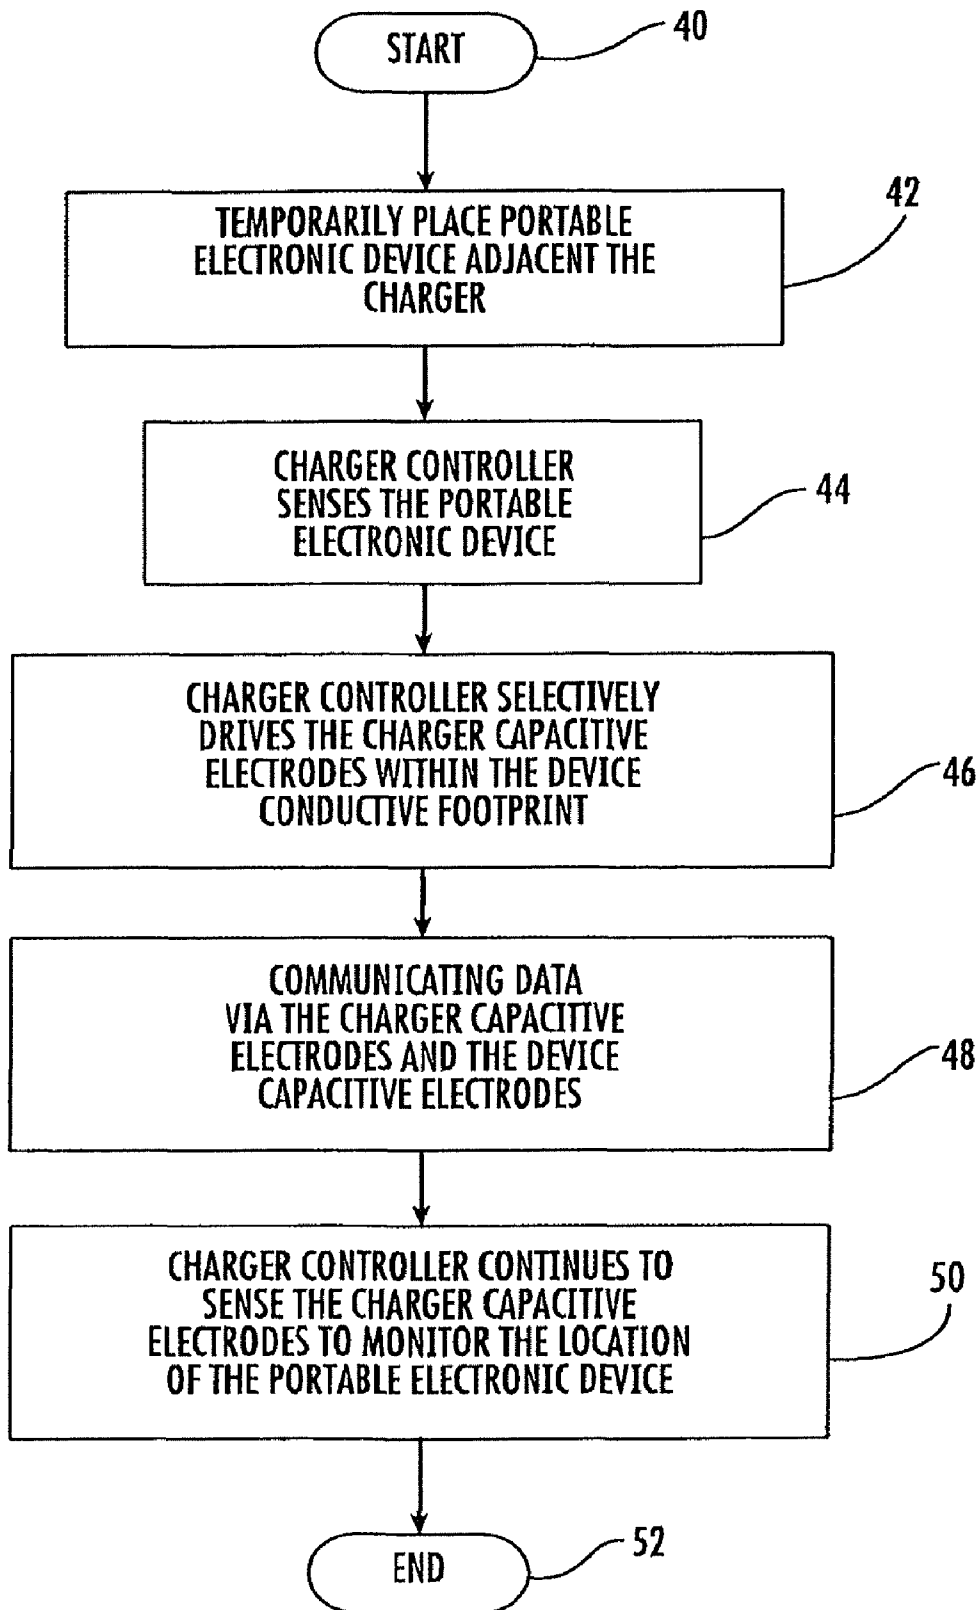 START
40
TEMPORARILY PLACE PORTABLE
ELECTRONIC DEVICE ADJACENT THE
CHARGER
42
CHARGER CONTROLLER
SENSES THE PORTABLE
ELECTRONIC DEVICE
44
CHARGER CONTROLLER SELECTIVELY
DRIVES THE CHARGER CAPACITIVE
ELECTRODES WITHIN THE DEVICE
CONDUCTIVE FOOTPRINT
46
COMMUNICATING DATA
VIA THE CHARGER CAPACITIVE
ELECTRODES AND THE DEVICE
CAPACITIVE ELECTRODES
48
CHARGER CONTROLLER CONTINUES TO
SENSE THE CHARGER CAPACITIVE
ELECTRODES TO MONITOR THE LOCATION
OF THE PORTABLE ELECTRONIC DEVICE
50
END
52